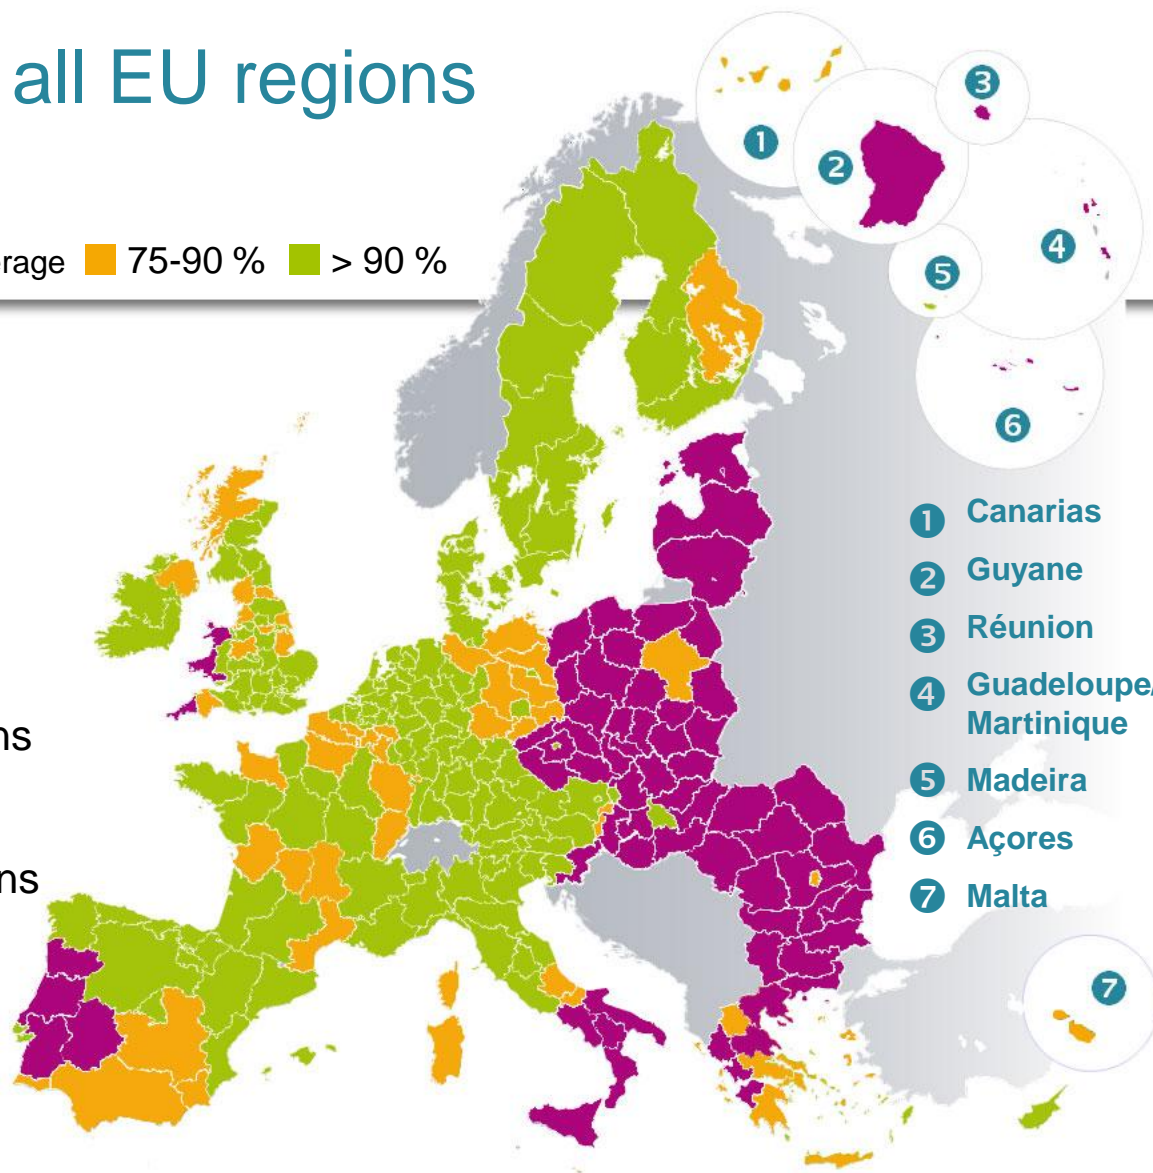 all EU regions
erage 75-90 % > 90 %
1
2
3
4
5
6
ns
ns
1 Canarias
2 Guyane
3 Réunion
4 Guadeloupe/
Martinique
5 Madeira
6 Açores
7 Malta
7